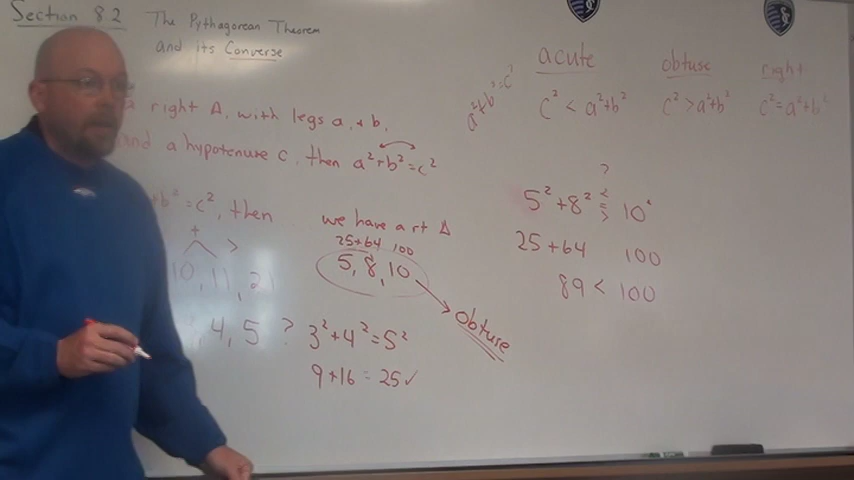 Section 8.2 The Pythagorean Theorem
and its Converse
a right Δ, with legs a, + b,
and a hypotenuse c, then a²+b²=c²
+b²=c², then ... we have a rt Δ
+ >
10, 11, 21
25+64 100
5, 8, 10
obtuse
, 4, 5 ? 3²+4²=5²
9+16=25✓
a²+b²=c²
acute obtuse right
c²<a²+b² c²>a²+b² c²=a²+b²
?
<
5²+8² = 10²
>
25+64 100
89 < 100